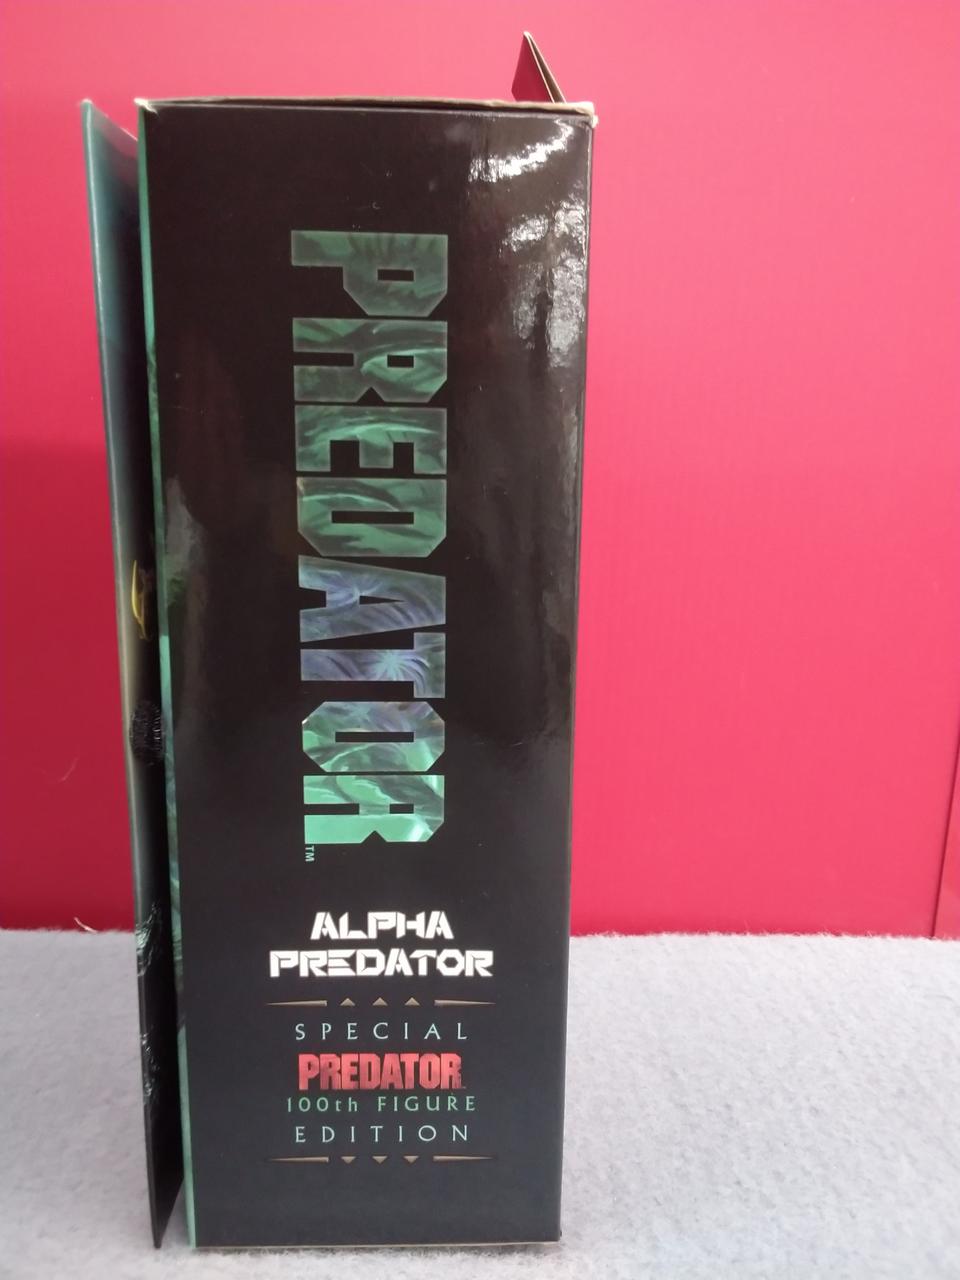 PREDATOR™
ALPHA
PREDATOR
SPECIAL
PREDATOR
100th FIGURE
EDITION